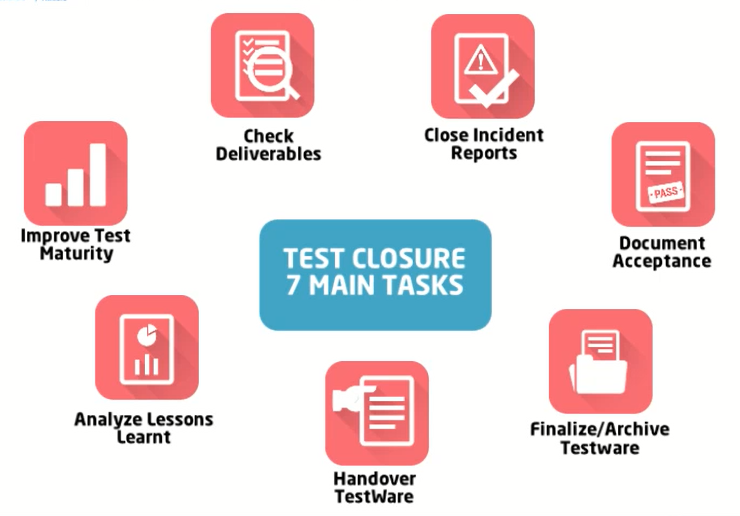 Check
Deliverables
Close Incident
Reports
Document
Acceptance
PASS
Finalize/Archive
Testware
Handover
TestWare
Analyze Lessons
Learnt
Improve Test
Maturity
TEST CLOSURE
7 MAIN TASKS